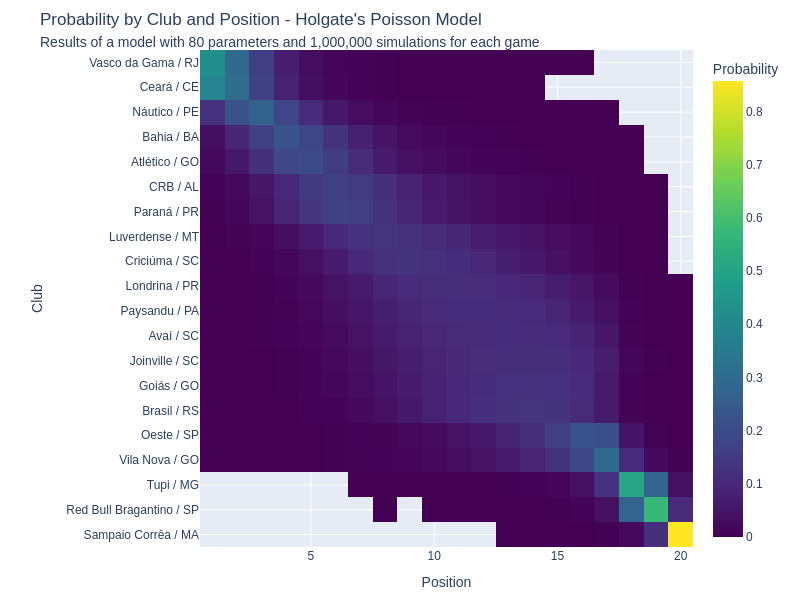 Probability by Club and Position - Holgate's Poisson Model
Results of a model with 80 parameters and 1,000,000 simulations for each game
Probability
Club
Vasco da Gama / RJ
Ceará / CE
Náutico / PE
Bahia / BA
Atlético / GO
CRB / AL
Paraná / PR
Luverdense / MT
Criciúma / SC
Londrina / PR
Paysandu / PA
Avaí / SC
Joinville / SC
Goiás / GO
Brasil / RS
Oeste / SP
Vila Nova / GO
Tupi / MG
Red Bull Bragantino / SP
Sampaio Corrêa / MA
0.8
0.7
0.6
0.5
0.4
0.3
0.2
0.1
0
5 10 15 20
Position